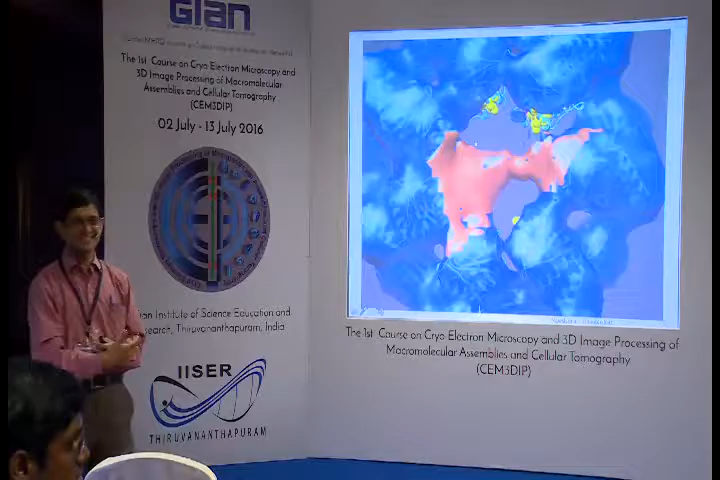 GIAN
The 1st Course on Cryo Electron Microscopy and
3D Image Processing of Macromolecular
Assemblies and Cellular Tomography
(CEM3DIP)
02 July - 13 July 2016
Institute of Science Education and
Thiruvananthapuram, India
IISER
THIRUVANANTHAPURAM
The 1st Course on Cryo Electron Microscopy and 3D Image Processing of
Macromolecular Assemblies and Cellular Tomography
(CEM3DIP)